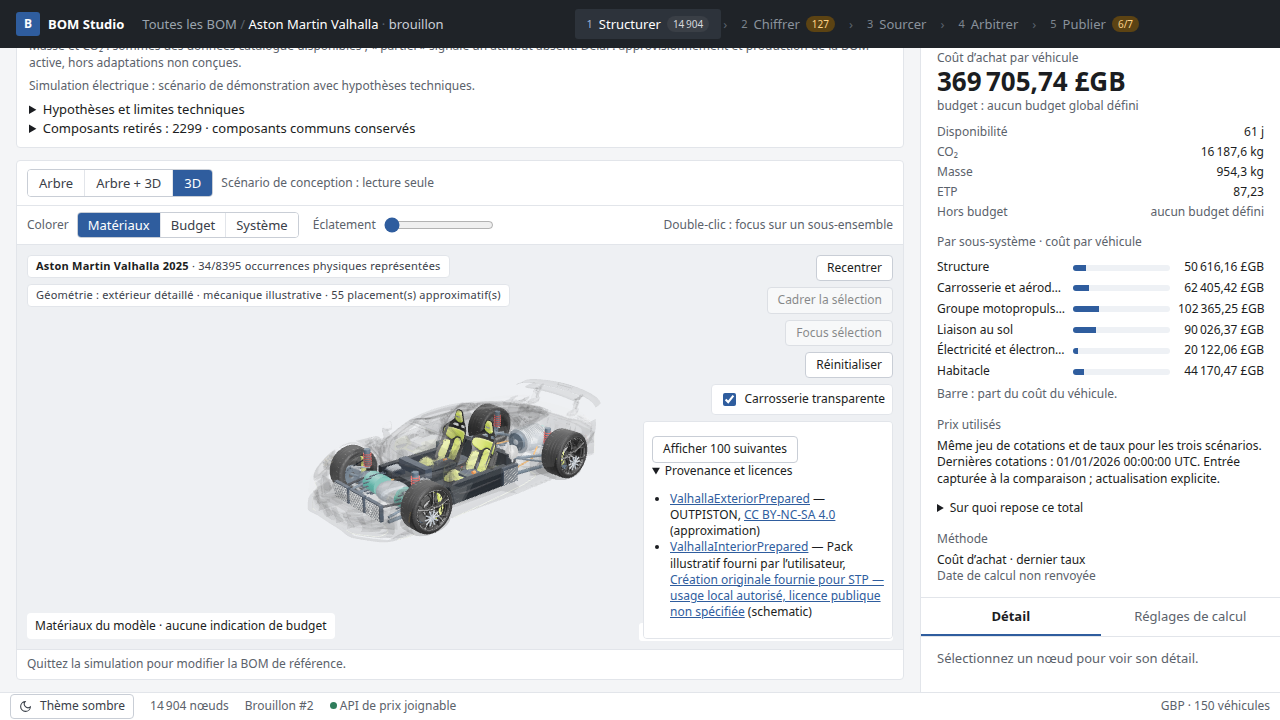 B BOM Studio Toutes les BOM / Aston Martin Valhalla · brouillon 1 Structurer 14 904 › 2 Chiffrer 127 › 3 Sourcer › 4 Arbitrer › 5 Publier 6/7
active, hors adaptations non conçues.
Simulation électrique : scénario de démonstration avec hypothèses techniques.
Hypothèses et limites techniques
Composants retirés : 2299 · composants communs conservés
Arbre Arbre + 3D 3D Scénario de conception : lecture seule
Colorer Matériaux Budget Système Éclatement Double-clic : focus sur un sous-ensemble
Aston Martin Valhalla 2025 · 34/8395 occurrences physiques représentées
Géométrie : extérieur détaillé · mécanique illustrative · 55 placement(s) approximatif(s)
Recentrer
Cadrer la sélection
Focus sélection
Réinitialiser
Carrosserie transparente
Afficher 100 suivantes
Provenance et licences
ValhallaExteriorPrepared —
OUTPISTON, CC BY-NC-SA 4.0
(approximation)
ValhallaInteriorPrepared — Pack
illustratif fourni par l’utilisateur,
Création originale fournie pour STP —
usage local autorisé, licence publique
non spécifiée (schematic)
Matériaux du modèle · aucune indication de budget
Quittez la simulation pour modifier la BOM de référence.
Coût d’achat par véhicule
369 705,74 £GB
budget : aucun budget global défini
Disponibilité 61 j
CO₂ 16 187,6 kg
Masse 954,3 kg
ETP 87,23
Hors budget aucun budget défini
Par sous-système · coût par véhicule
Structure 50 616,16 £GB
Carrosserie et aérod... 62 405,42 £GB
Groupe motopropuls... 102 365,25 £GB
Liaison au sol 90 026,37 £GB
Électricité et électron... 20 122,06 £GB
Habitacle 44 170,47 £GB
Barre : part du coût du véhicule.
Prix utilisés
Même jeu de cotations et de taux pour les trois scénarios.
Dernières cotations : 01/01/2026 00:00:00 UTC. Entrée
capturée à la comparaison ; actualisation explicite.
Sur quoi repose ce total
Méthode
Coût d’achat · dernier taux
Date de calcul non renvoyée
Détail Réglages de calcul
Sélectionnez un nœud pour voir son détail.
Thème sombre 14 904 nœuds Brouillon #2 API de prix joignable GBP · 150 véhicules